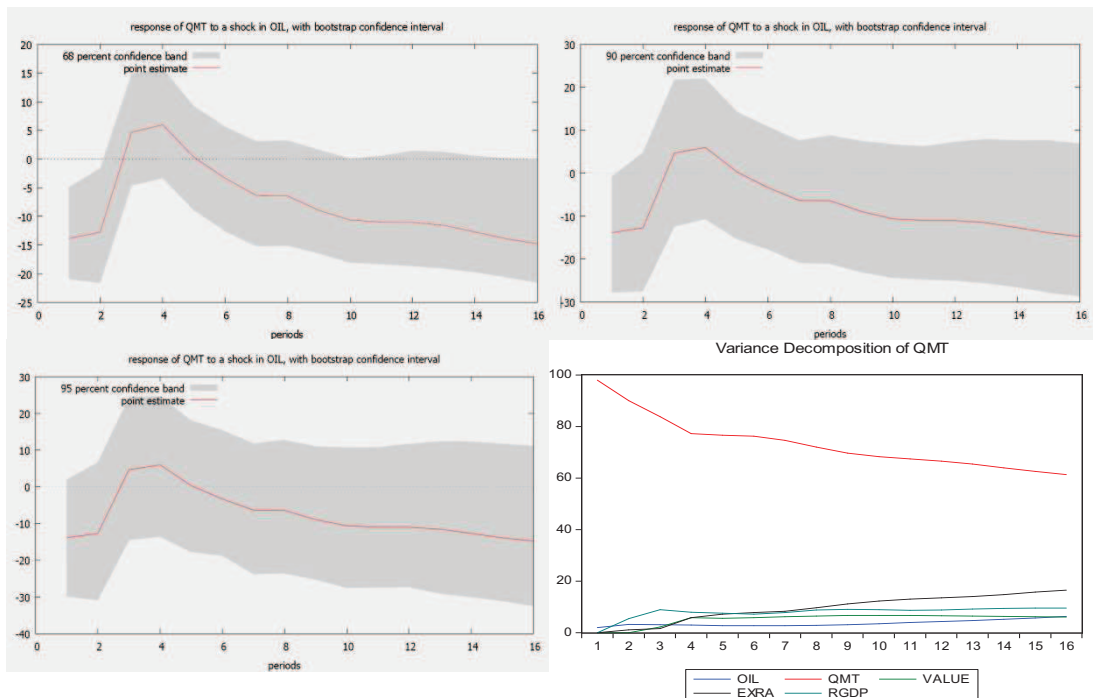 response of QMT to a shock in OIL, with bootstrap confidence interval
68 percent confidence band
point estimate
20
15
10
5
0
-5
-10
-15
-20
-25
0 2 4 6 8 10 12 14 16
periods
response of QMT to a shock in OIL, with bootstrap confidence interval
90 percent confidence band
point estimate
30
20
10
0
-10
-20
-30
0 2 4 6 8 10 12 14 16
periods
response of QMT to a shock in OIL, with bootstrap confidence interval
95 percent confidence band
point estimate
30
20
10
0
-10
-20
-30
-40
0 2 4 6 8 10 12 14 16
periods
Variance Decomposition of QMT
100
80
60
40
20
0
1 2 3 4 5 6 7 8 9 10 11 12 13 14 15 16
OIL QMT VALUE
EXRA RGDP